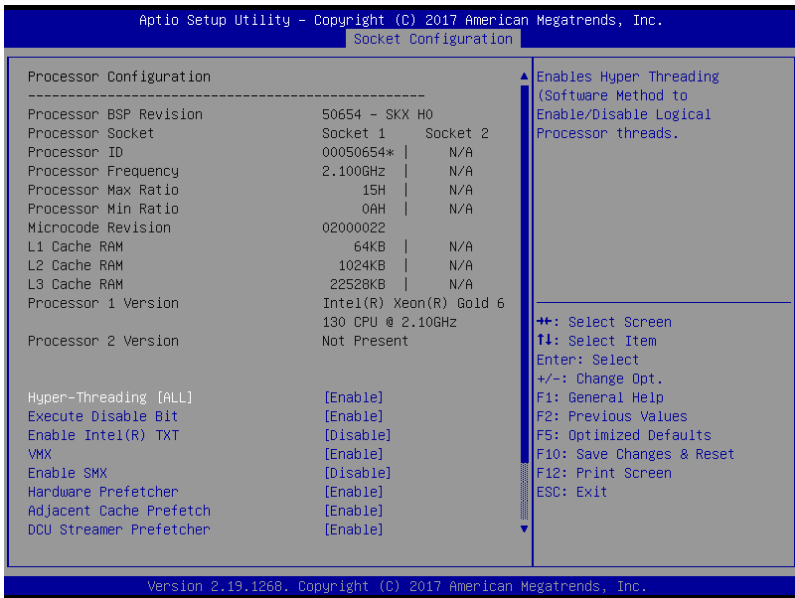 Aptio Setup Utility – Copyright (C) 2017 American Megatrends, Inc.
Socket Configuration
Processor Configuration
--------------------------------------------------
Processor BSP Revision 50654 – SKX H0
Processor Socket Socket 1 Socket 2
Processor ID 00050654* | N/A
Processor Frequency 2.100GHz | N/A
Processor Max Ratio 15H | N/A
Processor Min Ratio 0AH | N/A
Microcode Revision 02000022
L1 Cache RAM 64KB | N/A
L2 Cache RAM 1024KB | N/A
L3 Cache RAM 22528KB | N/A
Processor 1 Version Intel(R) Xeon(R) Gold 6
130 CPU @ 2.10GHz
Processor 2 Version Not Present
Hyper-Threading [ALL] [Enable]
Execute Disable Bit [Enable]
Enable Intel(R) TXT [Disable]
VMX [Enable]
Enable SMX [Disable]
Hardware Prefetcher [Enable]
Adjacent Cache Prefetch [Enable]
DCU Streamer Prefetcher [Enable]
Enables Hyper Threading
(Software Method to
Enable/Disable Logical
Processor threads.
→←: Select Screen
↑↓: Select Item
Enter: Select
+/-: Change Opt.
F1: General Help
F2: Previous Values
F5: Optimized Defaults
F10: Save Changes & Reset
F12: Print Screen
ESC: Exit
Version 2.19.1268. Copyright (C) 2017 American Megatrends, Inc.